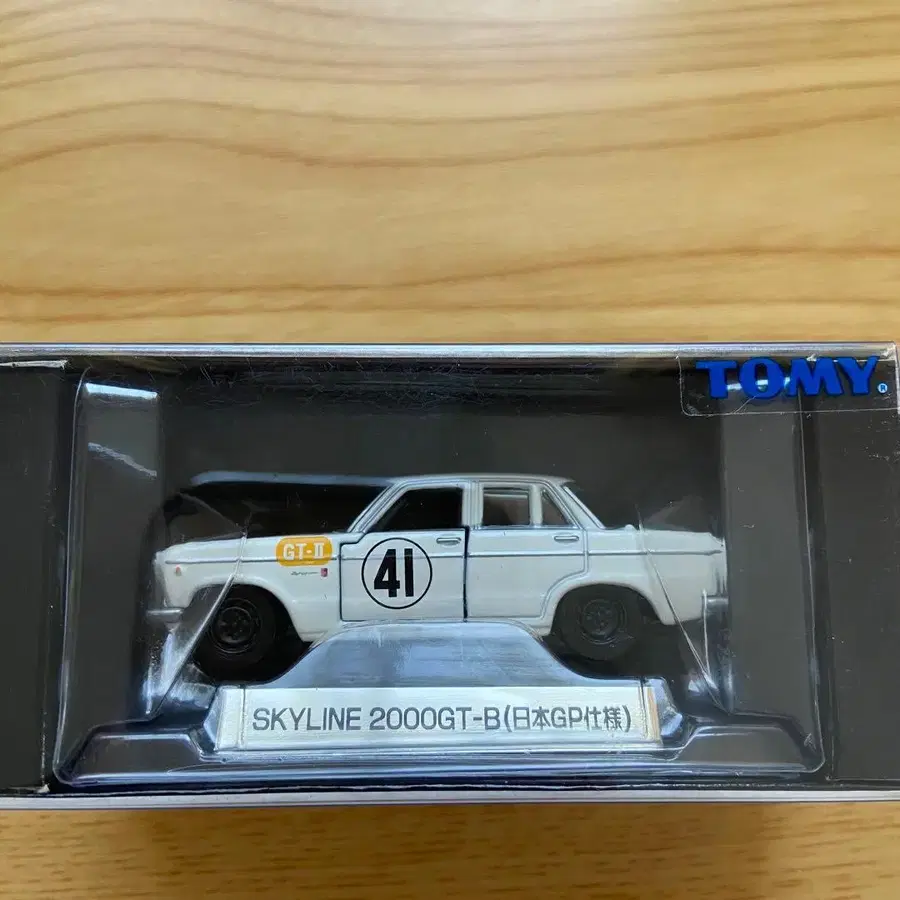 TOMY®
GT-II
41
SKYLINE 2000GT-B(日本GP仕様)